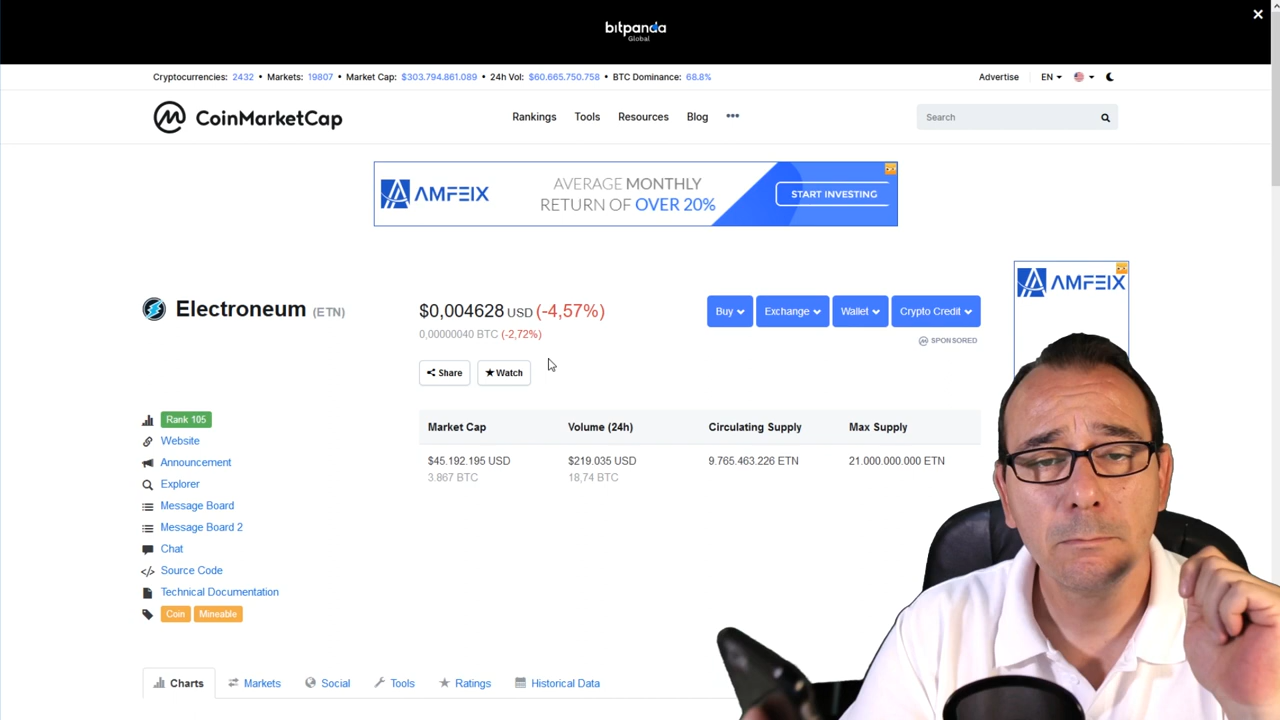 bitpanda
Global
Cryptocurrencies: 2432 • Markets: 19807 • Market Cap: $303.794.861.089 • 24h Vol: $60.665.750.758 • BTC Dominance: 68.8%
Advertise EN
CoinMarketCap
Rankings Tools Resources Blog •••
Search
AMFEIX
AVERAGE MONTHLY
RETURN OF OVER 20%
START INVESTING
AMFEIX
Electroneum (ETN)
$0,004628 USD (-4,57%)
0,00000040 BTC (-2,72%)
Buy Exchange Wallet Crypto Credit
SPONSORED
Share Watch
Rank 105
Website
Announcement
Explorer
Message Board
Message Board 2
Chat
Source Code
Technical Documentation
Coin Mineable
Market Cap Volume (24h) Circulating Supply Max Supply
$45.192.195 USD $219.035 USD 9.765.463.226 ETN 21.000.000.000 ETN
3.867 BTC 18,74 BTC
Charts Markets Social Tools Ratings Historical Data